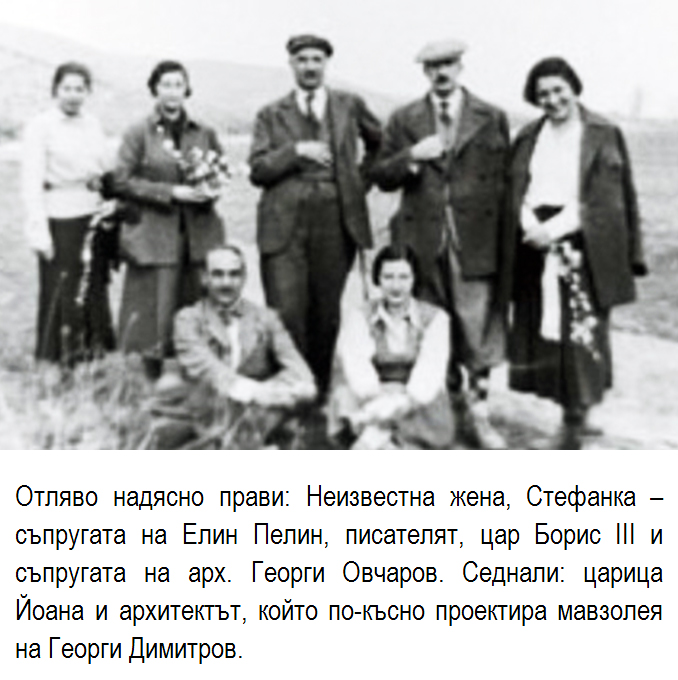 Отляво надясно прави: Неизвестна жена, Стефанка –
съпругата на Елин Пелин, писателят, цар Борис III и
съпругата на арх. Георги Овчаров. Седнали: царица
Йоана и архитектът, който по-късно проектира мавзолея
на Георги Димитров.